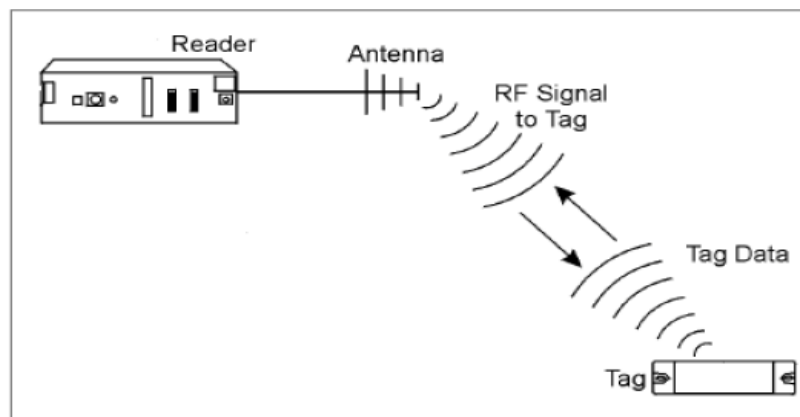 Reader
Antenna
RF Signal
to Tag
Tag Data
Tag